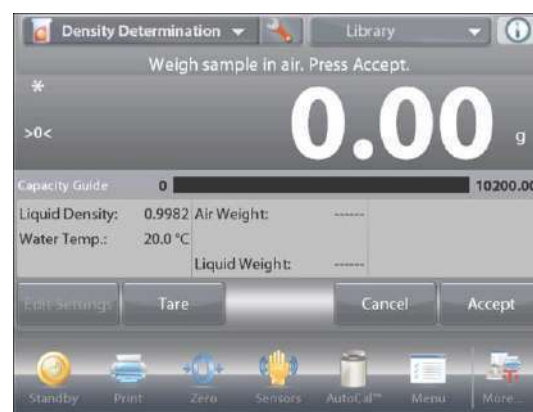 Density Determination Library
Weigh sample in air. Press Accept.
*
>0<
0.00 g
Capacity Guide 0 10200.00
Liquid Density: 0.9982 Air Weight: ------
Water Temp.: 20.0 °C
Liquid Weight: ------
Edit Settings Tare Cancel Accept
Standby Print Zero Sensors AutoCal™ Menu More...